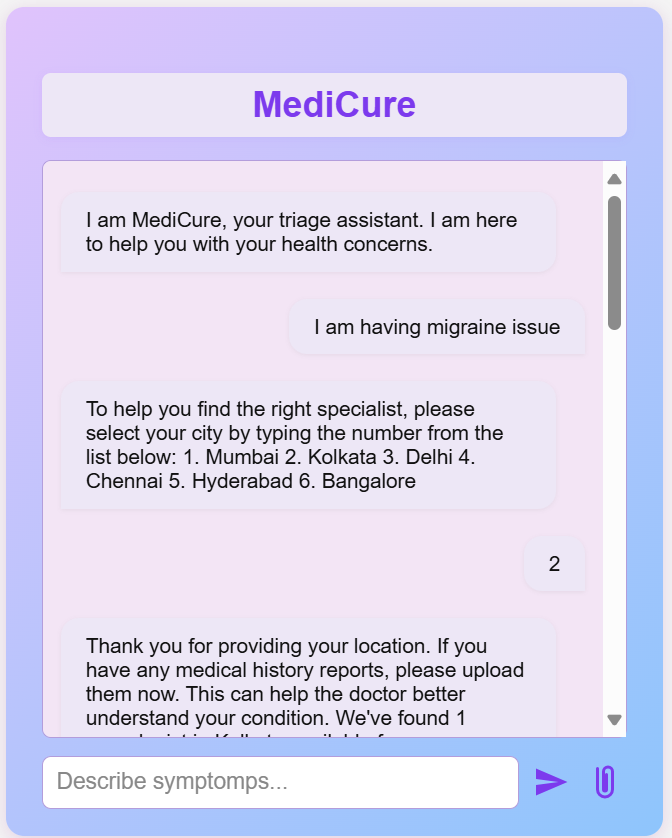 MediCure
I am MediCure, your triage assistant. I am here
to help you with your health concerns.
I am having migraine issue
To help you find the right specialist, please
select your city by typing the number from the
list below: 1. Mumbai 2. Kolkata 3. Delhi 4.
Chennai 5. Hyderabad 6. Bangalore
2
Thank you for providing your location. If you
have any medical history reports, please upload
them now. This can help the doctor better
understand your condition. We've found 1
Describe symptomps...